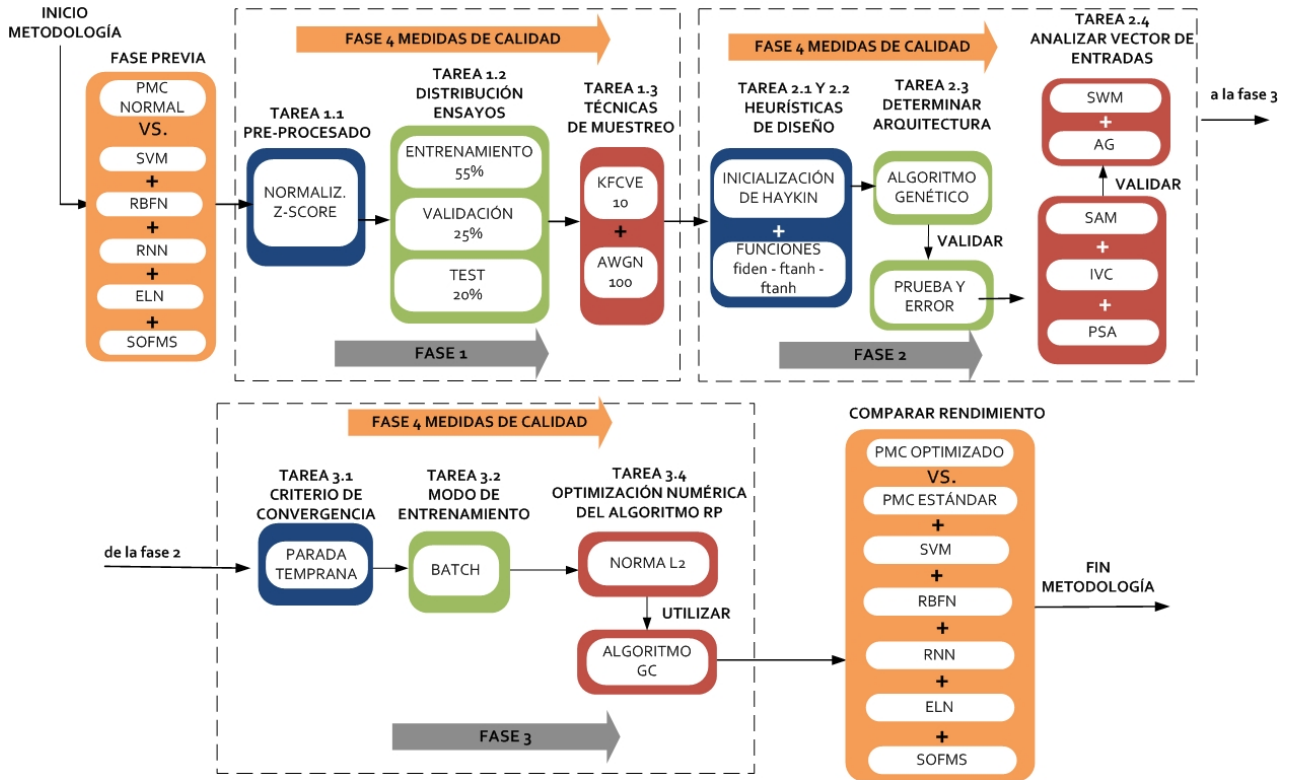 INICIO
METODOLOGÍA
FASE PREVIA
PMC
NORMAL
VS.
SVM
+
RBFN
+
RNN
+
ELN
+
SOFMS
FASE 4 MEDIDAS DE CALIDAD
TAREA 1.1
PRE-PROCESADO
NORMALIZ.
Z-SCORE
TAREA 1.2
DISTRIBUCIÓN
ENSAYOS
ENTRENAMIENTO
55%
VALIDACIÓN
25%
TEST
20%
TAREA 1.3
TÉCNICAS
DE MUESTREO
KFCVE
10
+
AWGN
100
FASE 1
FASE 4 MEDIDAS DE CALIDAD
TAREA 2.1 Y 2.2
HEURÍSTICAS
DE DISEÑO
INICIALIZACIÓN
DE HAYKIN
+
FUNCIONES
fiden - ftanh -
ftanh
TAREA 2.3
DETERMINAR
ARQUITECTURA
ALGORITMO
GENÉTICO
VALIDAR
PRUEBA Y
ERROR
TAREA 2.4
ANALIZAR VECTOR DE
ENTRADAS
SWM
+
AG
VALIDAR
SAM
+
IVC
+
PSA
FASE 2
a la fase 3
de la fase 2
FASE 4 MEDIDAS DE CALIDAD
TAREA 3.1
CRITERIO DE
CONVERGENCIA
PARADA
TEMPRANA
TAREA 3.2
MODO DE
ENTRENAMIENTO
BATCH
TAREA 3.4
OPTIMIZACIÓN NUMÉRICA
DEL ALGORITMO RP
NORMA L2
UTILIZAR
ALGORITMO
GC
FASE 3
COMPARAR RENDIMIENTO
PMC OPTIMIZADO
VS.
PMC ESTÁNDAR
+
SVM
+
RBFN
+
RNN
+
ELN
+
SOFMS
FIN
METODOLOGÍA